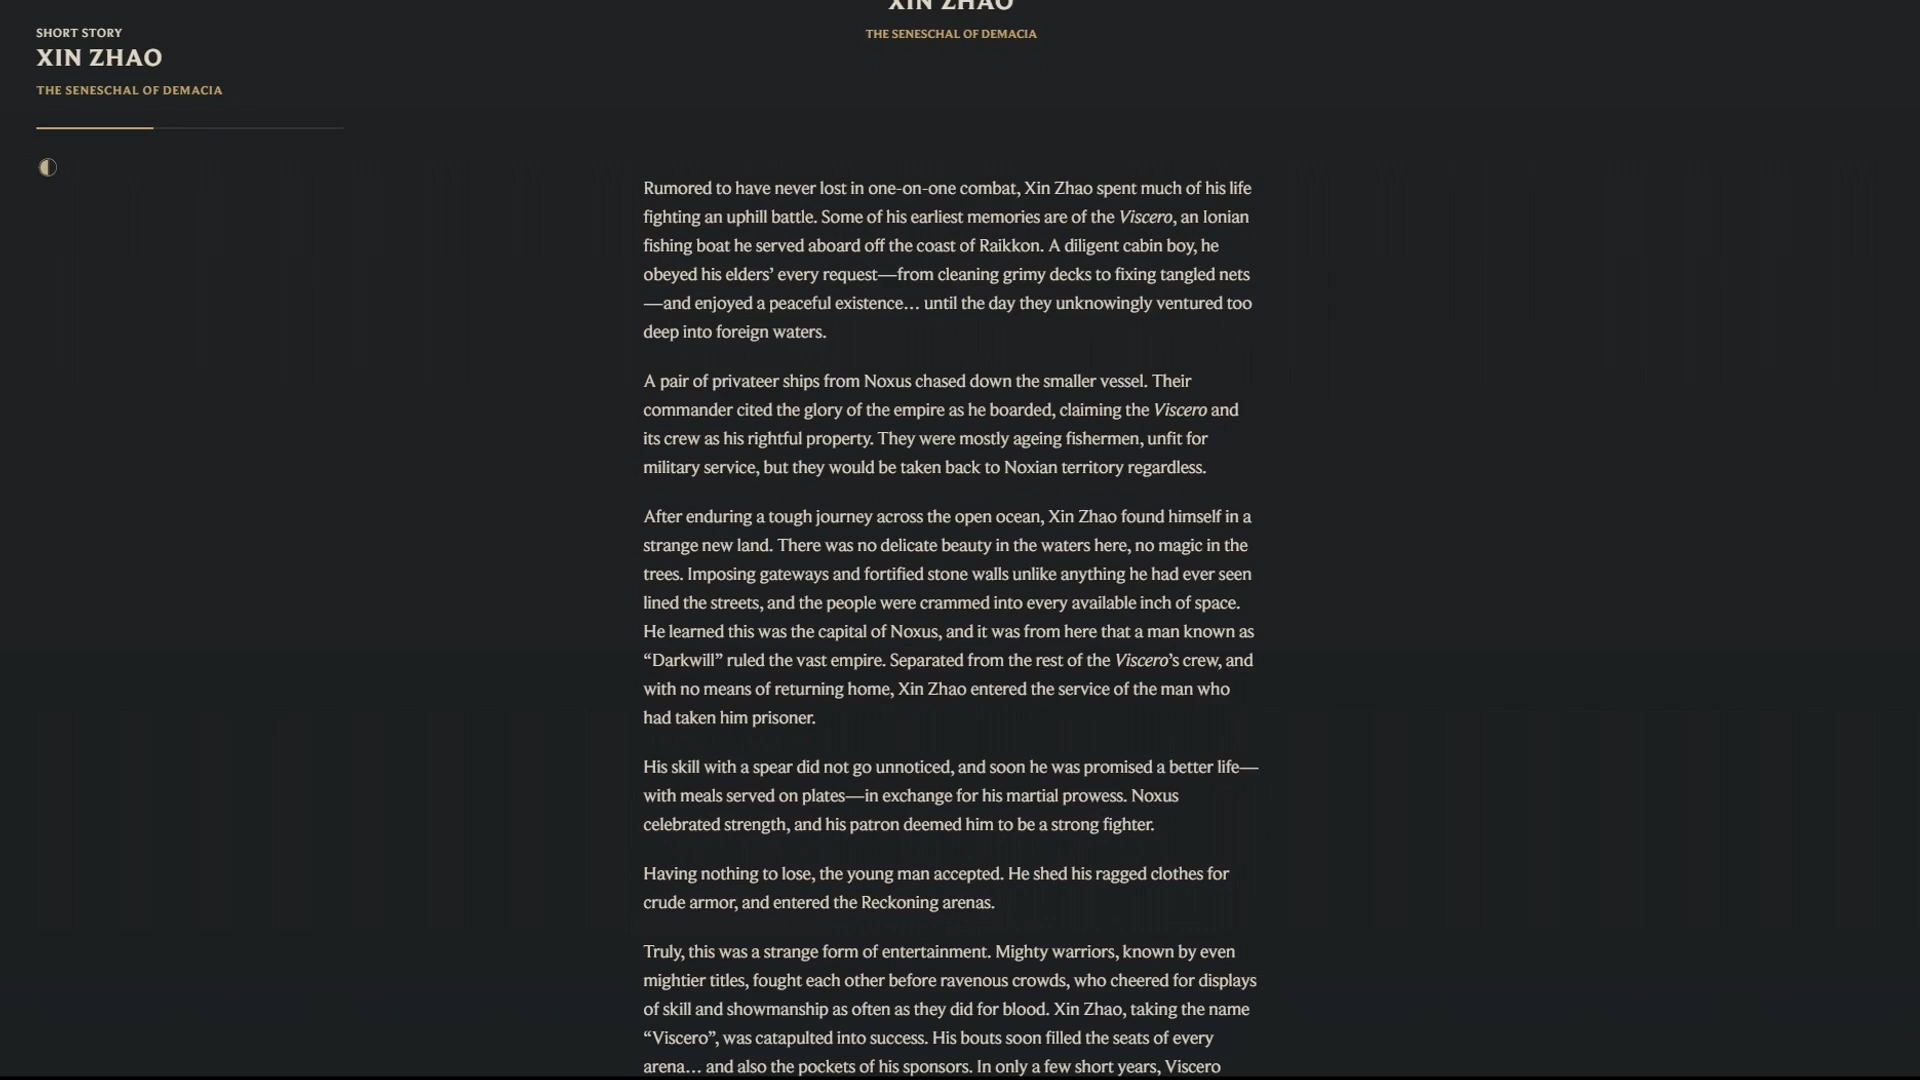 SHORT STORY
XIN ZHAO
THE SENESCHAL OF DEMACIA
XIN ZHAO
THE SENESCHAL OF DEMACIA
Rumored to have never lost in one-on-one combat, Xin Zhao spent much of his life
fighting an uphill battle. Some of his earliest memories are of the Viscero, an Ionian
fishing boat he served aboard off the coast of Raikkon. A diligent cabin boy, he
obeyed his elders’ every request—from cleaning grimy decks to fixing tangled nets
—and enjoyed a peaceful existence… until the day they unknowingly ventured too
deep into foreign waters.
A pair of privateer ships from Noxus chased down the smaller vessel. Their
commander cited the glory of the empire as he boarded, claiming the Viscero and
its crew as his rightful property. They were mostly ageing fishermen, unfit for
military service, but they would be taken back to Noxian territory regardless.
After enduring a tough journey across the open ocean, Xin Zhao found himself in a
strange new land. There was no delicate beauty in the waters here, no magic in the
trees. Imposing gateways and fortified stone walls unlike anything he had ever seen
lined the streets, and the people were crammed into every available inch of space.
He learned this was the capital of Noxus, and it was from here that a man known as
“Darkwill” ruled the vast empire. Separated from the rest of the Viscero’s crew, and
with no means of returning home, Xin Zhao entered the service of the man who
had taken him prisoner.
His skill with a spear did not go unnoticed, and soon he was promised a better life—
with meals served on plates—in exchange for his martial prowess. Noxus
celebrated strength, and his patron deemed him to be a strong fighter.
Having nothing to lose, the young man accepted. He shed his ragged clothes for
crude armor, and entered the Reckoning arenas.
Truly, this was a strange form of entertainment. Mighty warriors, known by even
mightier titles, fought each other before ravenous crowds, who cheered for displays
of skill and showmanship as often as they did for blood. Xin Zhao, taking the name
“Viscero”, was catapulted into success. His bouts soon filled the seats of every
arena… and also the pockets of his sponsors. In only a few short years, Viscero